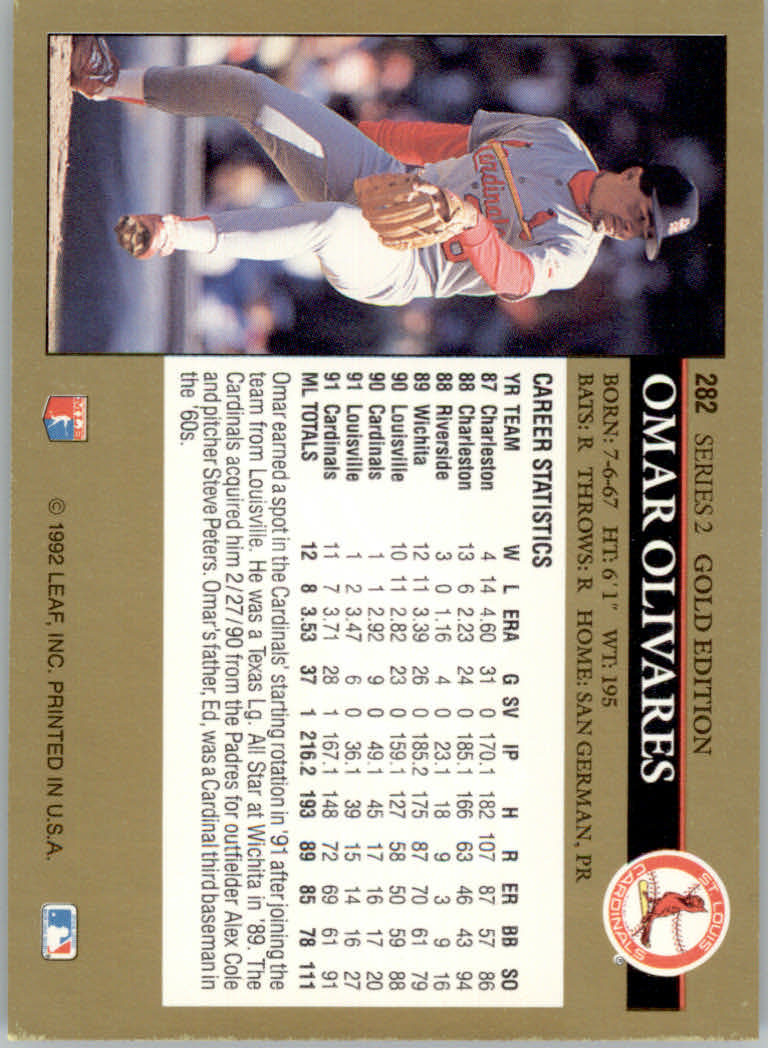 282 SERIES 2 GOLD EDITION
OMAR OLIVARES
BORN: 7-6-67 HT: 6' 1" WT: 195
BATS: R THROWS: R HOME: SAN GERMAN, PR
ST. LOUIS CARDINALS
©
Cardinals
CAREER STATISTICS
YR TEAM W L ERA G SV IP H R ER BB SO
87 Charleston 4 14 4.60 31 0 170.1 182 107 87 57 86
88 Charleston 13 6 2.23 24 0 185.1 166 63 46 43 94
88 Riverside 3 0 1.16 4 0 23.1 18 9 3 9 16
89 Wichita 12 11 3.39 26 0 185.2 175 87 70 61 79
90 Louisville 10 11 2.82 23 0 159.1 127 58 50 59 88
90 Cardinals 1 1 2.92 9 0 49.1 45 17 16 17 20
91 Louisville 1 2 3.47 6 0 36.1 39 15 14 16 27
91 Cardinals 11 7 3.71 28 1 167.1 148 72 69 61 91
ML TOTALS 12 8 3.53 37 1 216.2 193 89 85 78 111
Omar earned a spot in the Cardinals' starting rotation in '91 after joining the
team from Louisville. He was a Texas Lg. All Star at Wichita in '89. The
Cardinals acquired him 2/27/90 from the Padres for outfielder Alex Cole
and pitcher Steve Peters. Omar's father, Ed, was a Cardinal third baseman in
the '60s.
© 1992 LEAF, INC. PRINTED IN U.S.A.